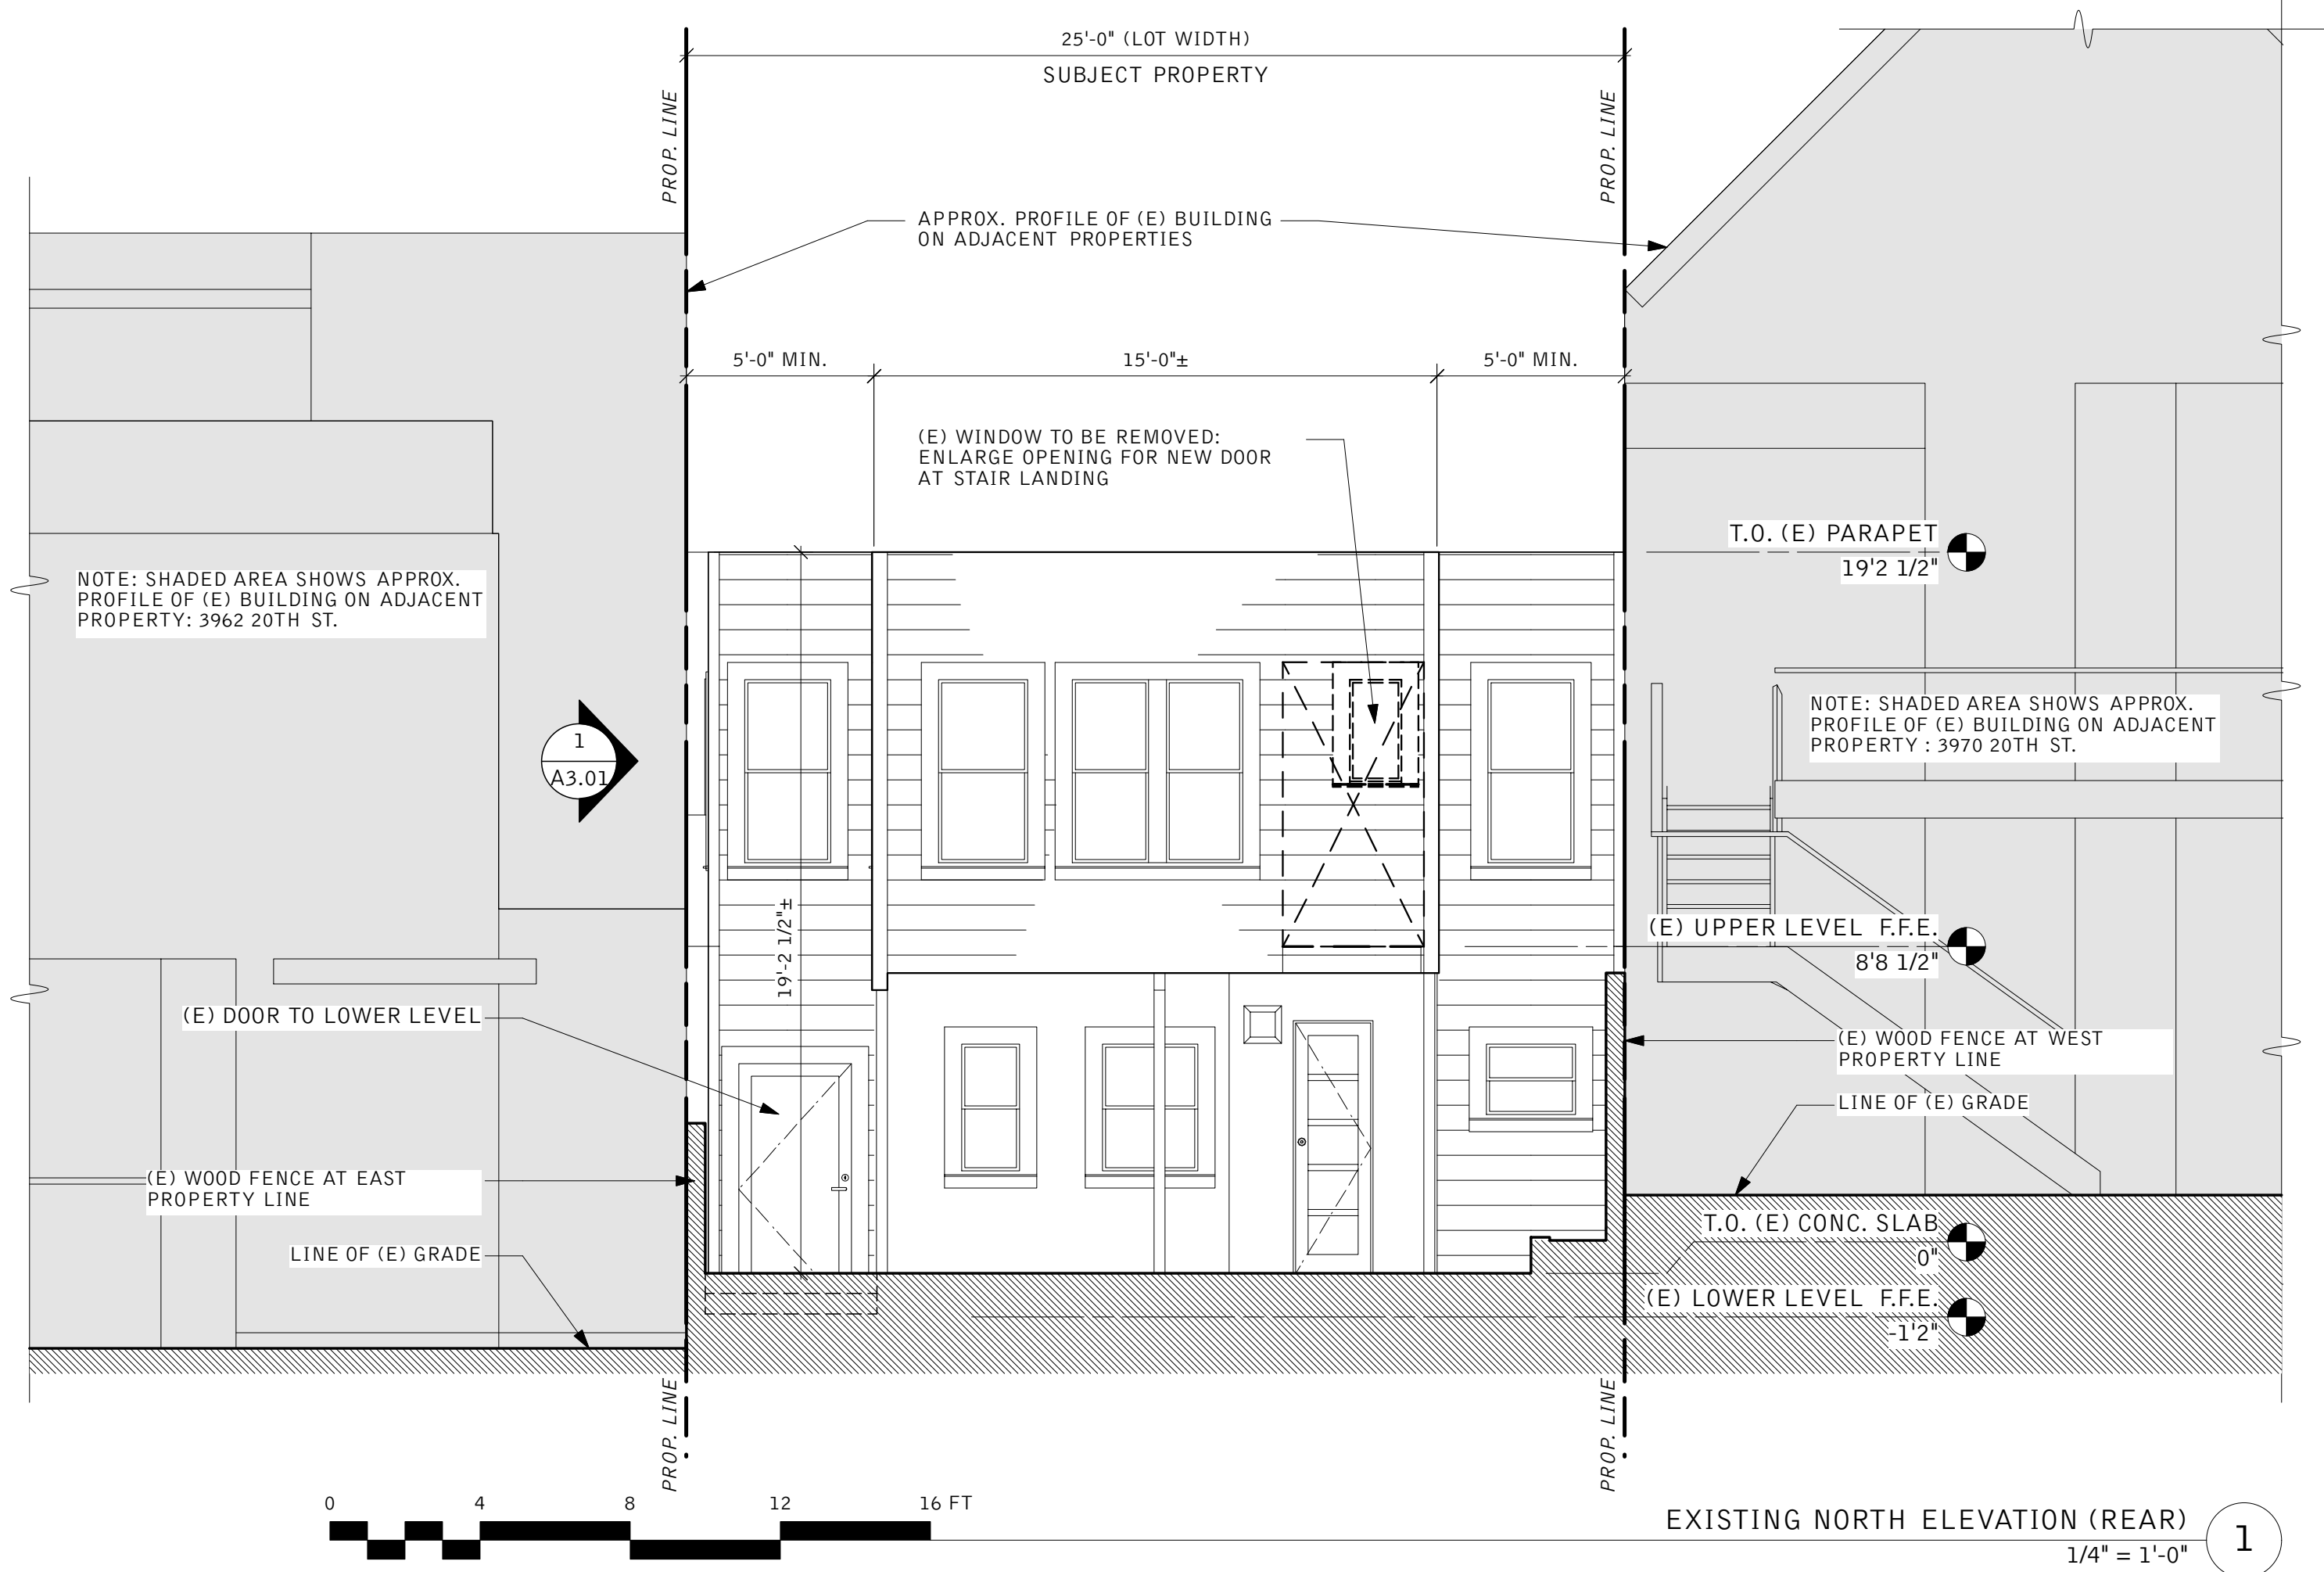 25'-0" (LOT WIDTH)
SUBJECT PROPERTY
PROP. LINE
PROP. LINE
APPROX. PROFILE OF (E) BUILDING
ON ADJACENT PROPERTIES
5'-0" MIN.
15'-0"±
5'-0" MIN.
(E) WINDOW TO BE REMOVED:
ENLARGE OPENING FOR NEW DOOR
AT STAIR LANDING
T.O. (E) PARAPET
19'2 1/2"
NOTE: SHADED AREA SHOWS APPROX.
PROFILE OF (E) BUILDING ON ADJACENT
PROPERTY: 3962 20TH ST.
NOTE: SHADED AREA SHOWS APPROX.
PROFILE OF (E) BUILDING ON ADJACENT
PROPERTY : 3970 20TH ST.
1
A3.01
19'-2 1/2"±
(E) UPPER LEVEL F.F.E.
8'8 1/2"
(E) DOOR TO LOWER LEVEL
(E) WOOD FENCE AT WEST
PROPERTY LINE
LINE OF (E) GRADE
(E) WOOD FENCE AT EAST
PROPERTY LINE
LINE OF (E) GRADE
T.O. (E) CONC. SLAB
0"
(E) LOWER LEVEL F.F.E.
-1'2"
PROP. LINE
PROP. LINE
0 4 8 12 16 FT
EXISTING NORTH ELEVATION (REAR)
1/4" = 1'-0"
1